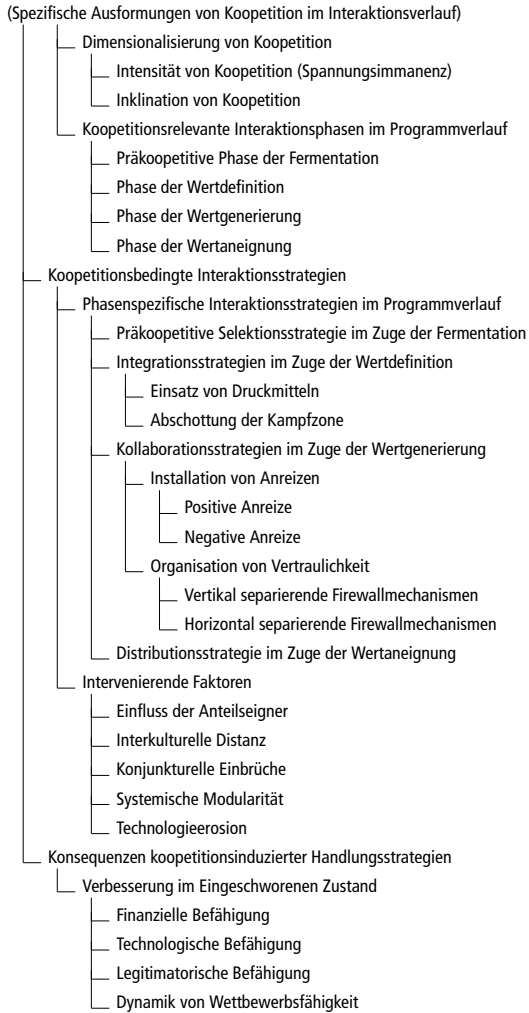 (Spezifische Ausformungen von Koopetition im Interaktionsverlauf)
Dimensionalisierung von Koopetition
Intensität von Koopetition (Spannungsimmanenz)
Inklination von Koopetition
Koopetitionsrelevante Interaktionsphasen im Programmverlauf
Präkoopetitive Phase der Fermentation
Phase der Wertdefinition
Phase der Wertgenerierung
Phase der Wertaneignung
Koopetitionsbedingte Interaktionsstrategien
Phasenspezifische Interaktionsstrategien im Programmverlauf
Präkoopetitive Selektionsstrategie im Zuge der Fermentation
Integrationsstrategien im Zuge der Wertdefinition
Einsatz von Druckmitteln
Abschottung der Kampfzone
Kollaborationsstrategien im Zuge der Wertgenerierung
Installation von Anreizen
Positive Anreize
Negative Anreize
Organisation von Vertraulichkeit
Vertikal separierende Firewallmechanismen
Horizontal separierende Firewallmechanismen
Distributionsstrategie im Zuge der Wertaneignung
Intervenierende Faktoren
Einfluss der Anteilseigner
Interkulturelle Distanz
Konjunkturelle Einbrüche
Systemische Modularität
Technologieerosion
Konsequenzen koopetitionsinduzierter Handlungsstrategien
Verbesserung im Eingeschworenen Zustand
Finanzielle Befähigung
Technologische Befähigung
Legitimatorische Befähigung
Dynamik von Wettbewerbsfähigkeit